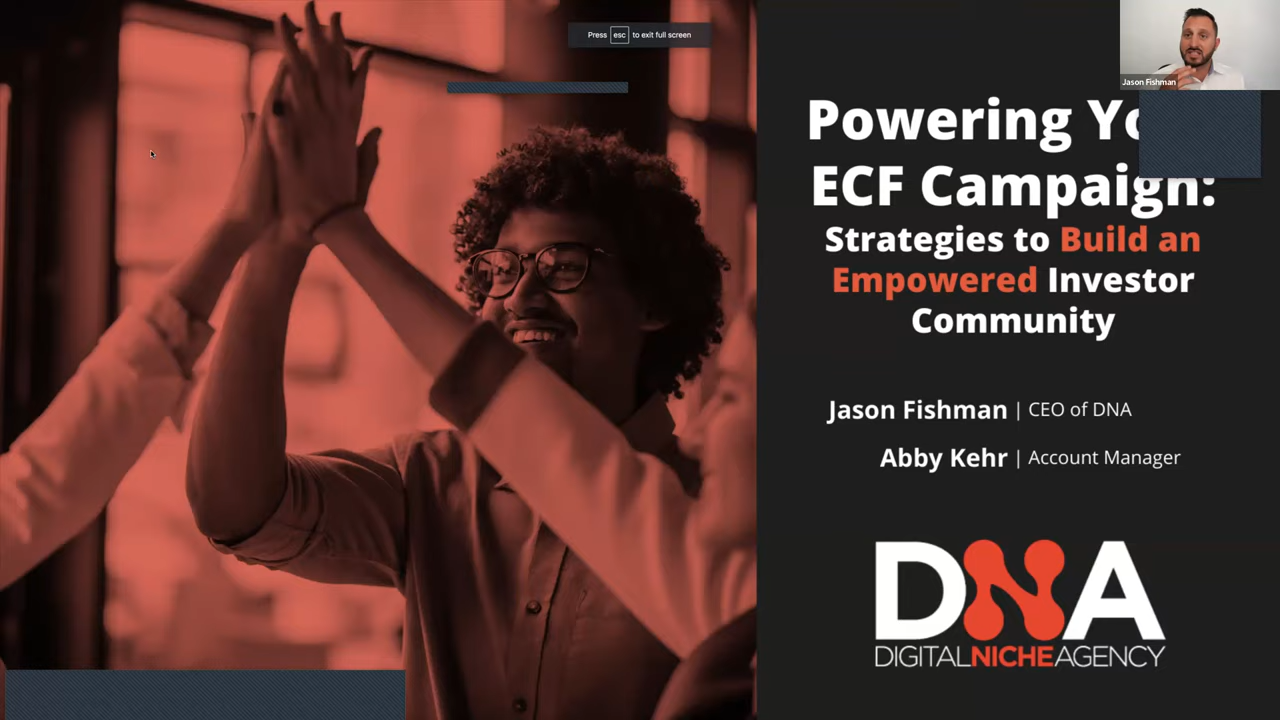 Press esc to exit full screen
Jason Fishman
Powering
ECF Campaign:
Strategies to Build an
Empowered Investor
Community
Jason Fishman | CEO of DNA
Abby Kehr | Account Manager
DNA
DIGITALNICHEAGENCY